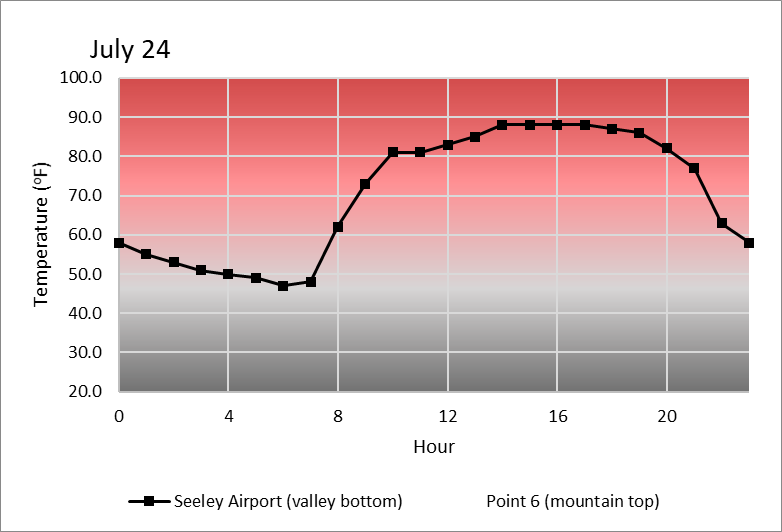 July 24
100.0
90.0
80.0
70.0
60.0
50.0
40.0
30.0
20.0
Temperature (oF)
0 4 8 12 16 20
Hour
Seeley Airport (valley bottom) Point 6 (mountain top)